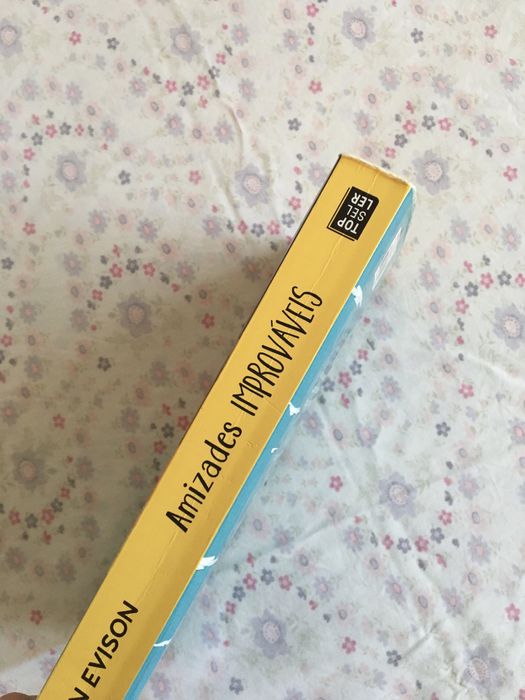 TOP
SEL
LER
Amizades IMPROVÁVEIS
N EVISON